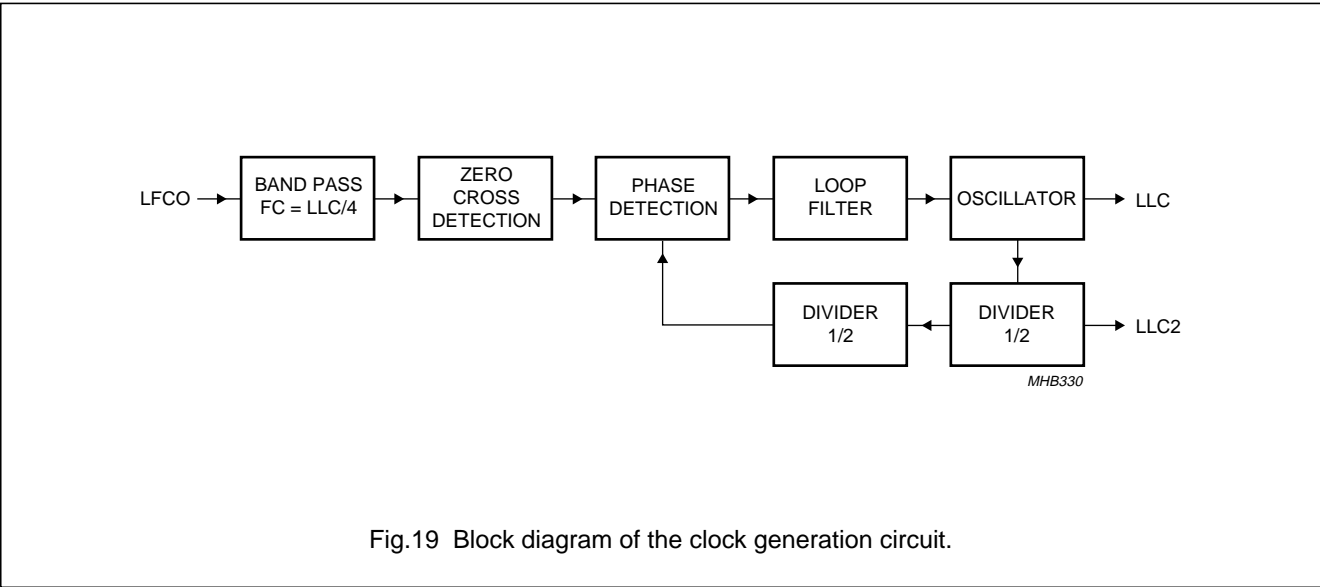 LFCO
BAND PASS
FC = LLC/4
ZERO
CROSS
DETECTION
PHASE
DETECTION
LOOP
FILTER
OSCILLATOR
LLC
DIVIDER
1/2
DIVIDER
1/2
LLC2
MHB330
Fig.19 Block diagram of the clock generation circuit.